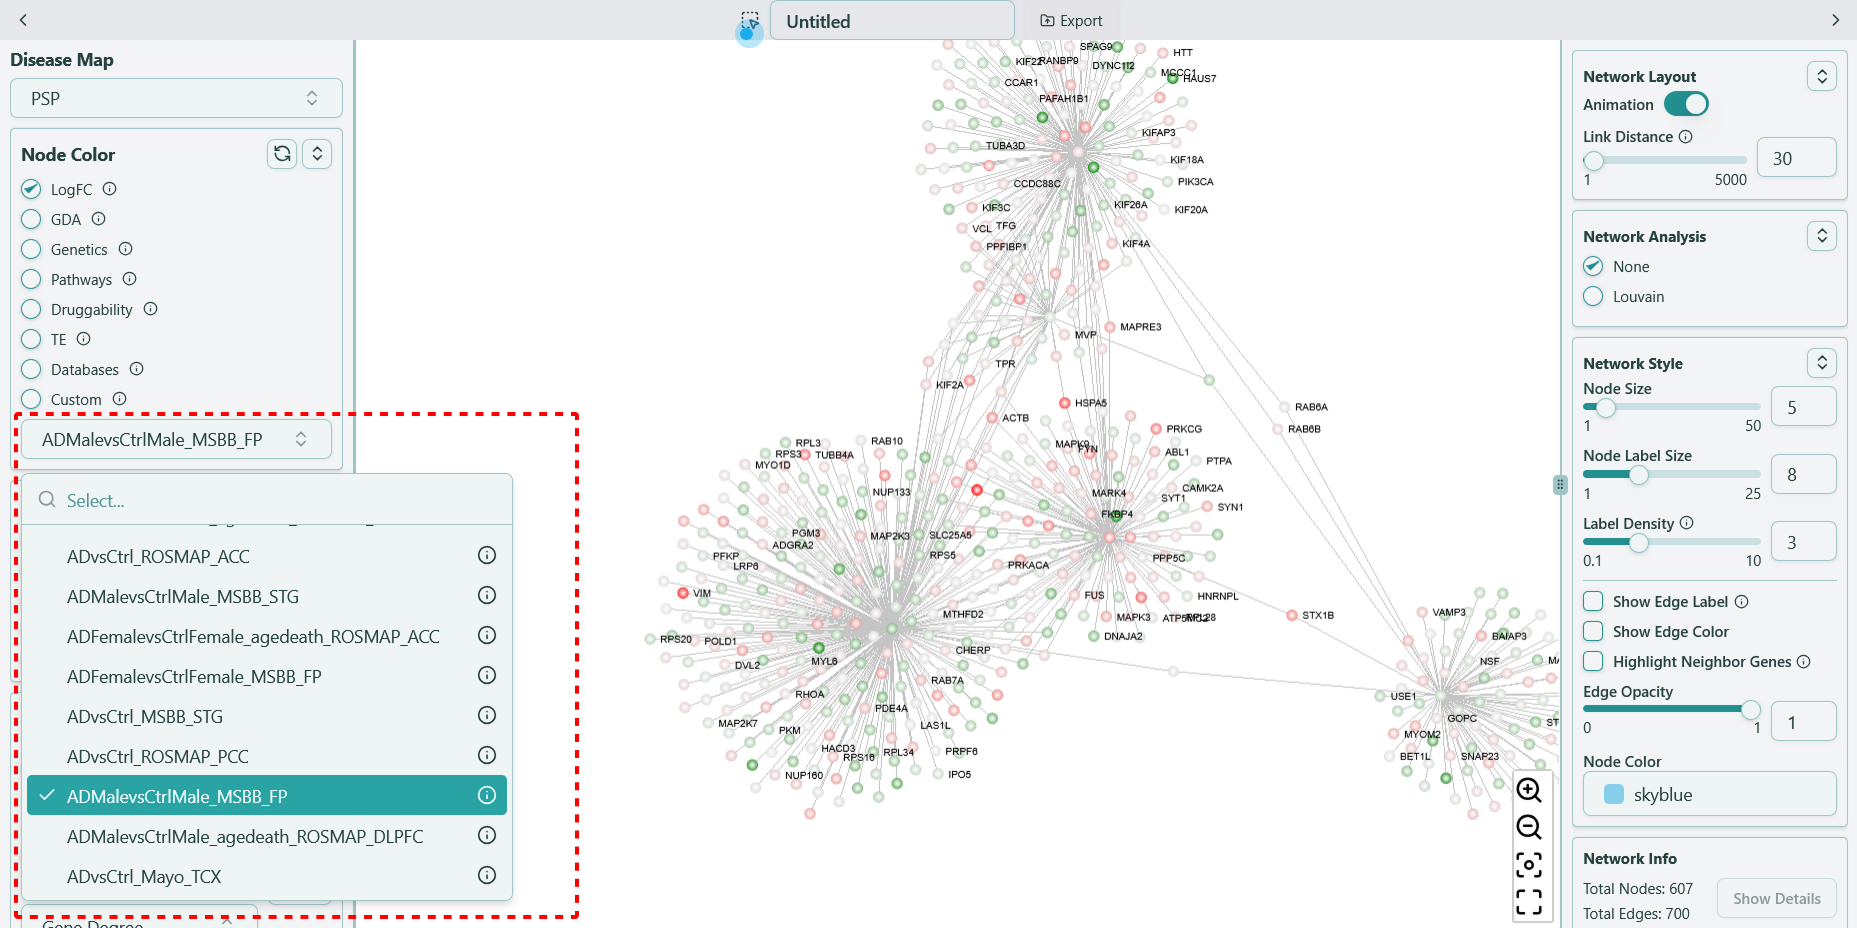 Untitled
Export
Disease Map
PSP
Node Color
LogFC
GDA
Genetics
Pathways
Druggability
TE
Databases
Custom
ADMalevsCtrlMale_MSBB_FP
Select...
ADvsCtrl_ROSMAP_ACC
ADMalevsCtrlMale_MSBB_STG
ADFemalevsCtrlFemale_agedeath_ROSMAP_ACC
ADFemalevsCtrlFemale_MSBB_FP
ADvsCtrl_MSBB_STG
ADvsCtrl_ROSMAP_PCC
ADMalevsCtrlMale_MSBB_FP
ADMalevsCtrlMale_agedeath_ROSMAP_DLPFC
ADvsCtrl_Mayo_TCX
Gene Degree
SPAG9
HTT
KIF22
RANBP9
DYNC1I2
MCCC1
HAUS7
CCAR1
PAFAH1B1
KIFAP3
TUBA3D
KIF18A
CCDC88C
PIK3CA
KIF3C
KIF26A
KIF20A
VCL
TFG
PPFIBP1
KIF4A
MAPRE3
MVP
TPR
KIF2A
HSPA5
RAB6A
ACTB
RAB6B
PRKCG
RPL3
RAB10
MAPK9
FYN
ABL1
RPS3
TUBB4A
PTPA
MYO1D
NUP133
MARK4
CAMK2A
SYT1
SYN1
FKBP4
PGM3
MAP2K3
SLC25A5
ADGRA2
PFKP
RPS5
PPP5C
LRP6
PRKACA
VIM
FUS
HNRNPL
MTHFD2
MAPK3
RPL28
STX1B
VAMP3
RPS20
POLD1
DNAJA2
BAIAP3
CHERP
DVL2
MYL6
NSF
MA
RHOA
RAB7A
USE1
PDE4A
GOPC
MAP2K7
LAS1L
ST
PKM
MYOM2
HACD3
RPL34
PRPF6
BET1L
SNAP23
RPS16
NUP160
IPO5
Network Layout
Animation
Link Distance
30
1
5000
Network Analysis
None
Louvain
Network Style
Node Size
5
1
50
Node Label Size
8
1
25
Label Density
3
0.1
10
Show Edge Label
Show Edge Color
Highlight Neighbor Genes
Edge Opacity
1
0
1
Node Color
skyblue
Network Info
Total Nodes: 607
Total Edges: 700
Show Details